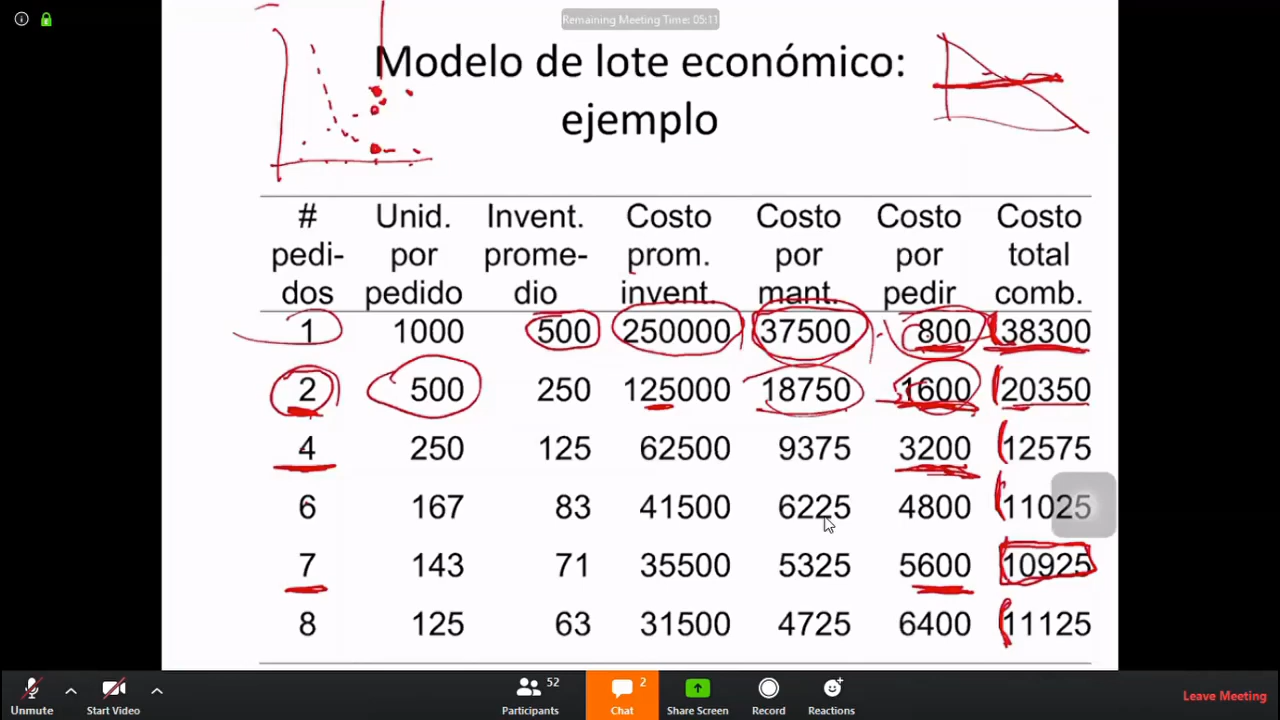 Remaining Meeting Time: 05:11
Modelo de lote económico:
ejemplo
# pedi-dos Unid. por pedido Invent. prome-dio Costo prom. invent. Costo por mant. Costo por pedir Costo total comb.
1 1000 500 250000 37500 800 38300
2 500 250 125000 18750 1600 20350
4 250 125 62500 9375 3200 12575
6 167 83 41500 6225 4800 11025
7 143 71 35500 5325 5600 10925
8 125 63 31500 4725 6400 11125
52 2
Unmute Start Video Participants Chat Share Screen Record Reactions Leave Meeting